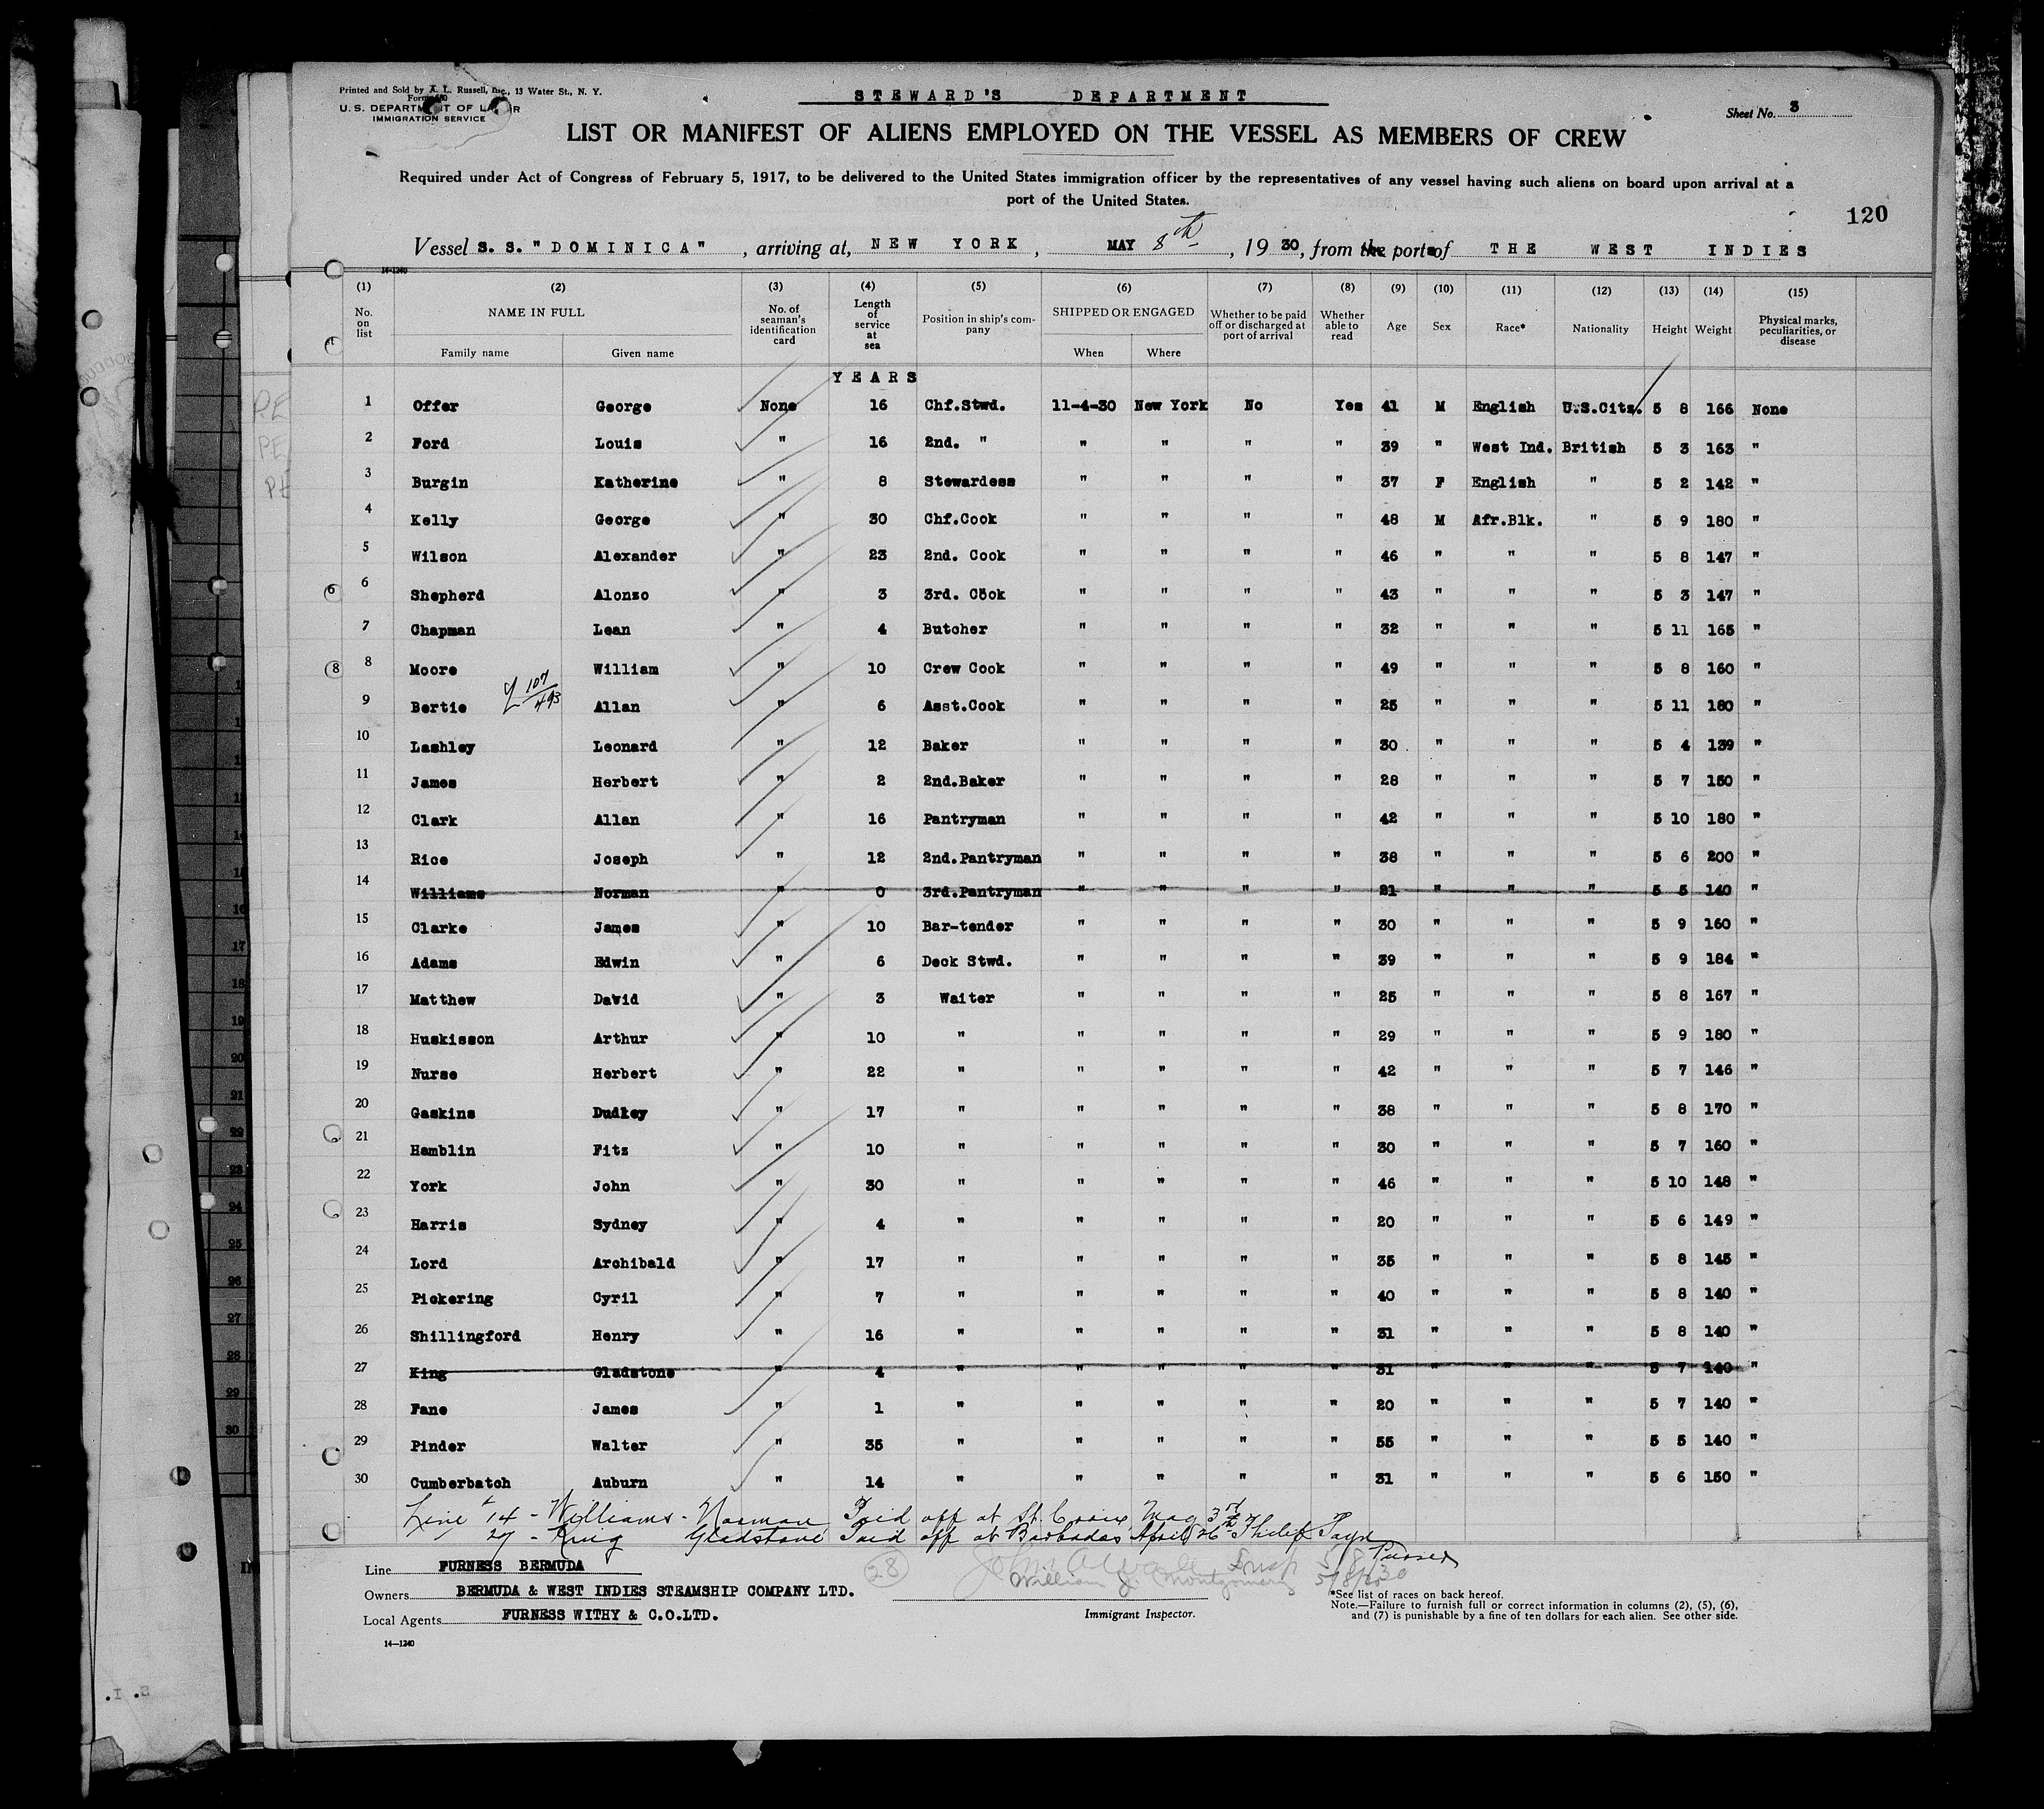 Printed and Sold by A. L. Russell, Inc., 13 Water St., N. Y.
U. S. DEPARTMENT OF LABOR
IMMIGRATION SERVICE
STEWARD'S DEPARTMENT
Sheet No. 3
LIST OR MANIFEST OF ALIENS EMPLOYED ON THE VESSEL AS MEMBERS OF CREW
Required under Act of Congress of February 5, 1917, to be delivered to the United States immigration officer by the representatives of any vessel having such aliens on board upon arrival at a
port of the United States.
120
Vessel S. S. "DOMINICA", arriving at, NEW YORK, MAY 8th, 1930, from the ports of THE WEST INDIES
14-1240
(1) (2) (3) (4) (5) (6) (7) (8) (9) (10) (11) (12) (13) (14) (15)
No. on list NAME IN FULL Family name Given name No. of seaman's identification card Length of service at sea Position in ship's company SHIPPED OR ENGAGED When Where Whether to be paid off or discharged at port of arrival Whether able to read Age Sex Race* Nationality Height Weight Physical marks, peculiarities, or disease
YEARS
1 Offer George None 16 Chf.Stwd. 11-4-30 New York No Yes 41 M English U.S.Citz. 5 8 166 None
2 Ford Louis " 16 2nd. " " " " " 39 " West Ind. British 5 3 163 "
3 Burgin Katherine " 8 Stewardess " " " " 37 F English " 5 2 142 "
4 Kelly George " 30 Chf.Cook " " " " 48 M Afr.Blk. " 5 9 180 "
5 Wilson Alexander " 23 2nd. Cook " " " " 46 " " " 5 8 147 "
6 Shepherd Alonzo " 3 3rd. Cook " " " " 43 " " " 5 3 147 "
7 Chapman Lean " 4 Butcher " " " " 32 " " " 5 11 165 "
8 Moore William " 10 Crew Cook " " " " 49 " " " 5 8 160 "
9 Bertie 107/493 Allan " 6 Asst.Cook " " " " 25 " " " 5 11 180 "
10 Lashley Leonard " 12 Baker " " " " 30 " " " 5 4 139 "
11 James Herbert " 2 2nd.Baker " " " " 28 " " " 5 7 150 "
12 Clark Allan " 16 Pantryman " " " " 42 " " " 5 10 180 "
13 Rice Joseph " 12 2nd.Pantryman " " " " 38 " " " 5 6 200 "
14 Williams Norman " 0 3rd.Pantryman " " " " 21 " " " 5 5 140 "
15 Clarke James " 10 Bar-tender " " " " 30 " " " 5 9 160 "
16 Adams Edwin " 6 Deck Stwd. " " " " 39 " " " 5 9 184 "
17 Matthew David " 3 Waiter " " " " 25 " " " 5 8 167 "
18 Huskisson Arthur " 10 " " " " " 29 " " " 5 9 180 "
19 Nurse Herbert " 22 " " " " " 42 " " " 5 7 146 "
20 Gaskins Dudley " 17 " " " " " 38 " " " 5 8 170 "
21 Hamblin Fitz " 10 " " " " " 30 " " " 5 7 160 "
22 York John " 30 " " " " " 46 " " " 5 10 148 "
23 Harris Sydney " 4 " " " " " 20 " " " 5 6 149 "
24 Lord Archibald " 17 " " " " " 35 " " " 5 8 145 "
25 Pickering Cyril " 7 " " " " " 40 " " " 5 8 140 "
26 Shillingford Henry " 16 " " " " " 31 " " " 5 8 140 "
27 King Gladstone " 4 " " " " " 31 " " " 5 7 140 "
28 Fane James " 1 " " " " " 20 " " " 5 7 140 "
29 Pinder Walter " 35 " " " " " 55 " " " 5 5 140 "
30 Cumberbatch Auburn " 14 " " " " " 31 " " " 5 6 150 "
Line 14 - Williams - Norman Paid off at St. Croix May 3rd
27 - King Gladstone Paid off at Barbados April 26th Philip
Purser
Line FURNESS BERMUDA
28
Insp 5/8/30
William J. Montgomery 5/8/30
Owners BERMUDA & WEST INDIES STEAMSHIP COMPANY LTD.
Local Agents FURNESS WITHY & C.O.LTD.
Immigrant Inspector.
*See list of races on back hereof.
Note.—Failure to furnish full or correct information in columns (2), (5), (6),
and (7) is punishable by a fine of ten dollars for each alien. See other side.
14—1240